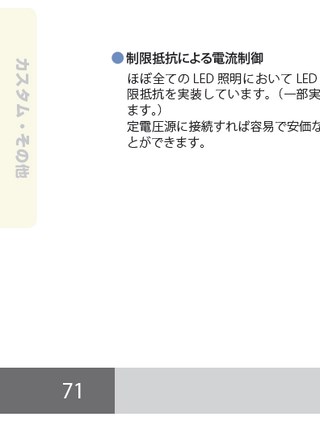 カスタム・その他
●制限抵抗による電流制御
ほぼ全ての LED 照明において LED
限抵抗を実装しています。（一部実
ます。）
定電圧源に接続すれば容易で安価な
とができます。
71